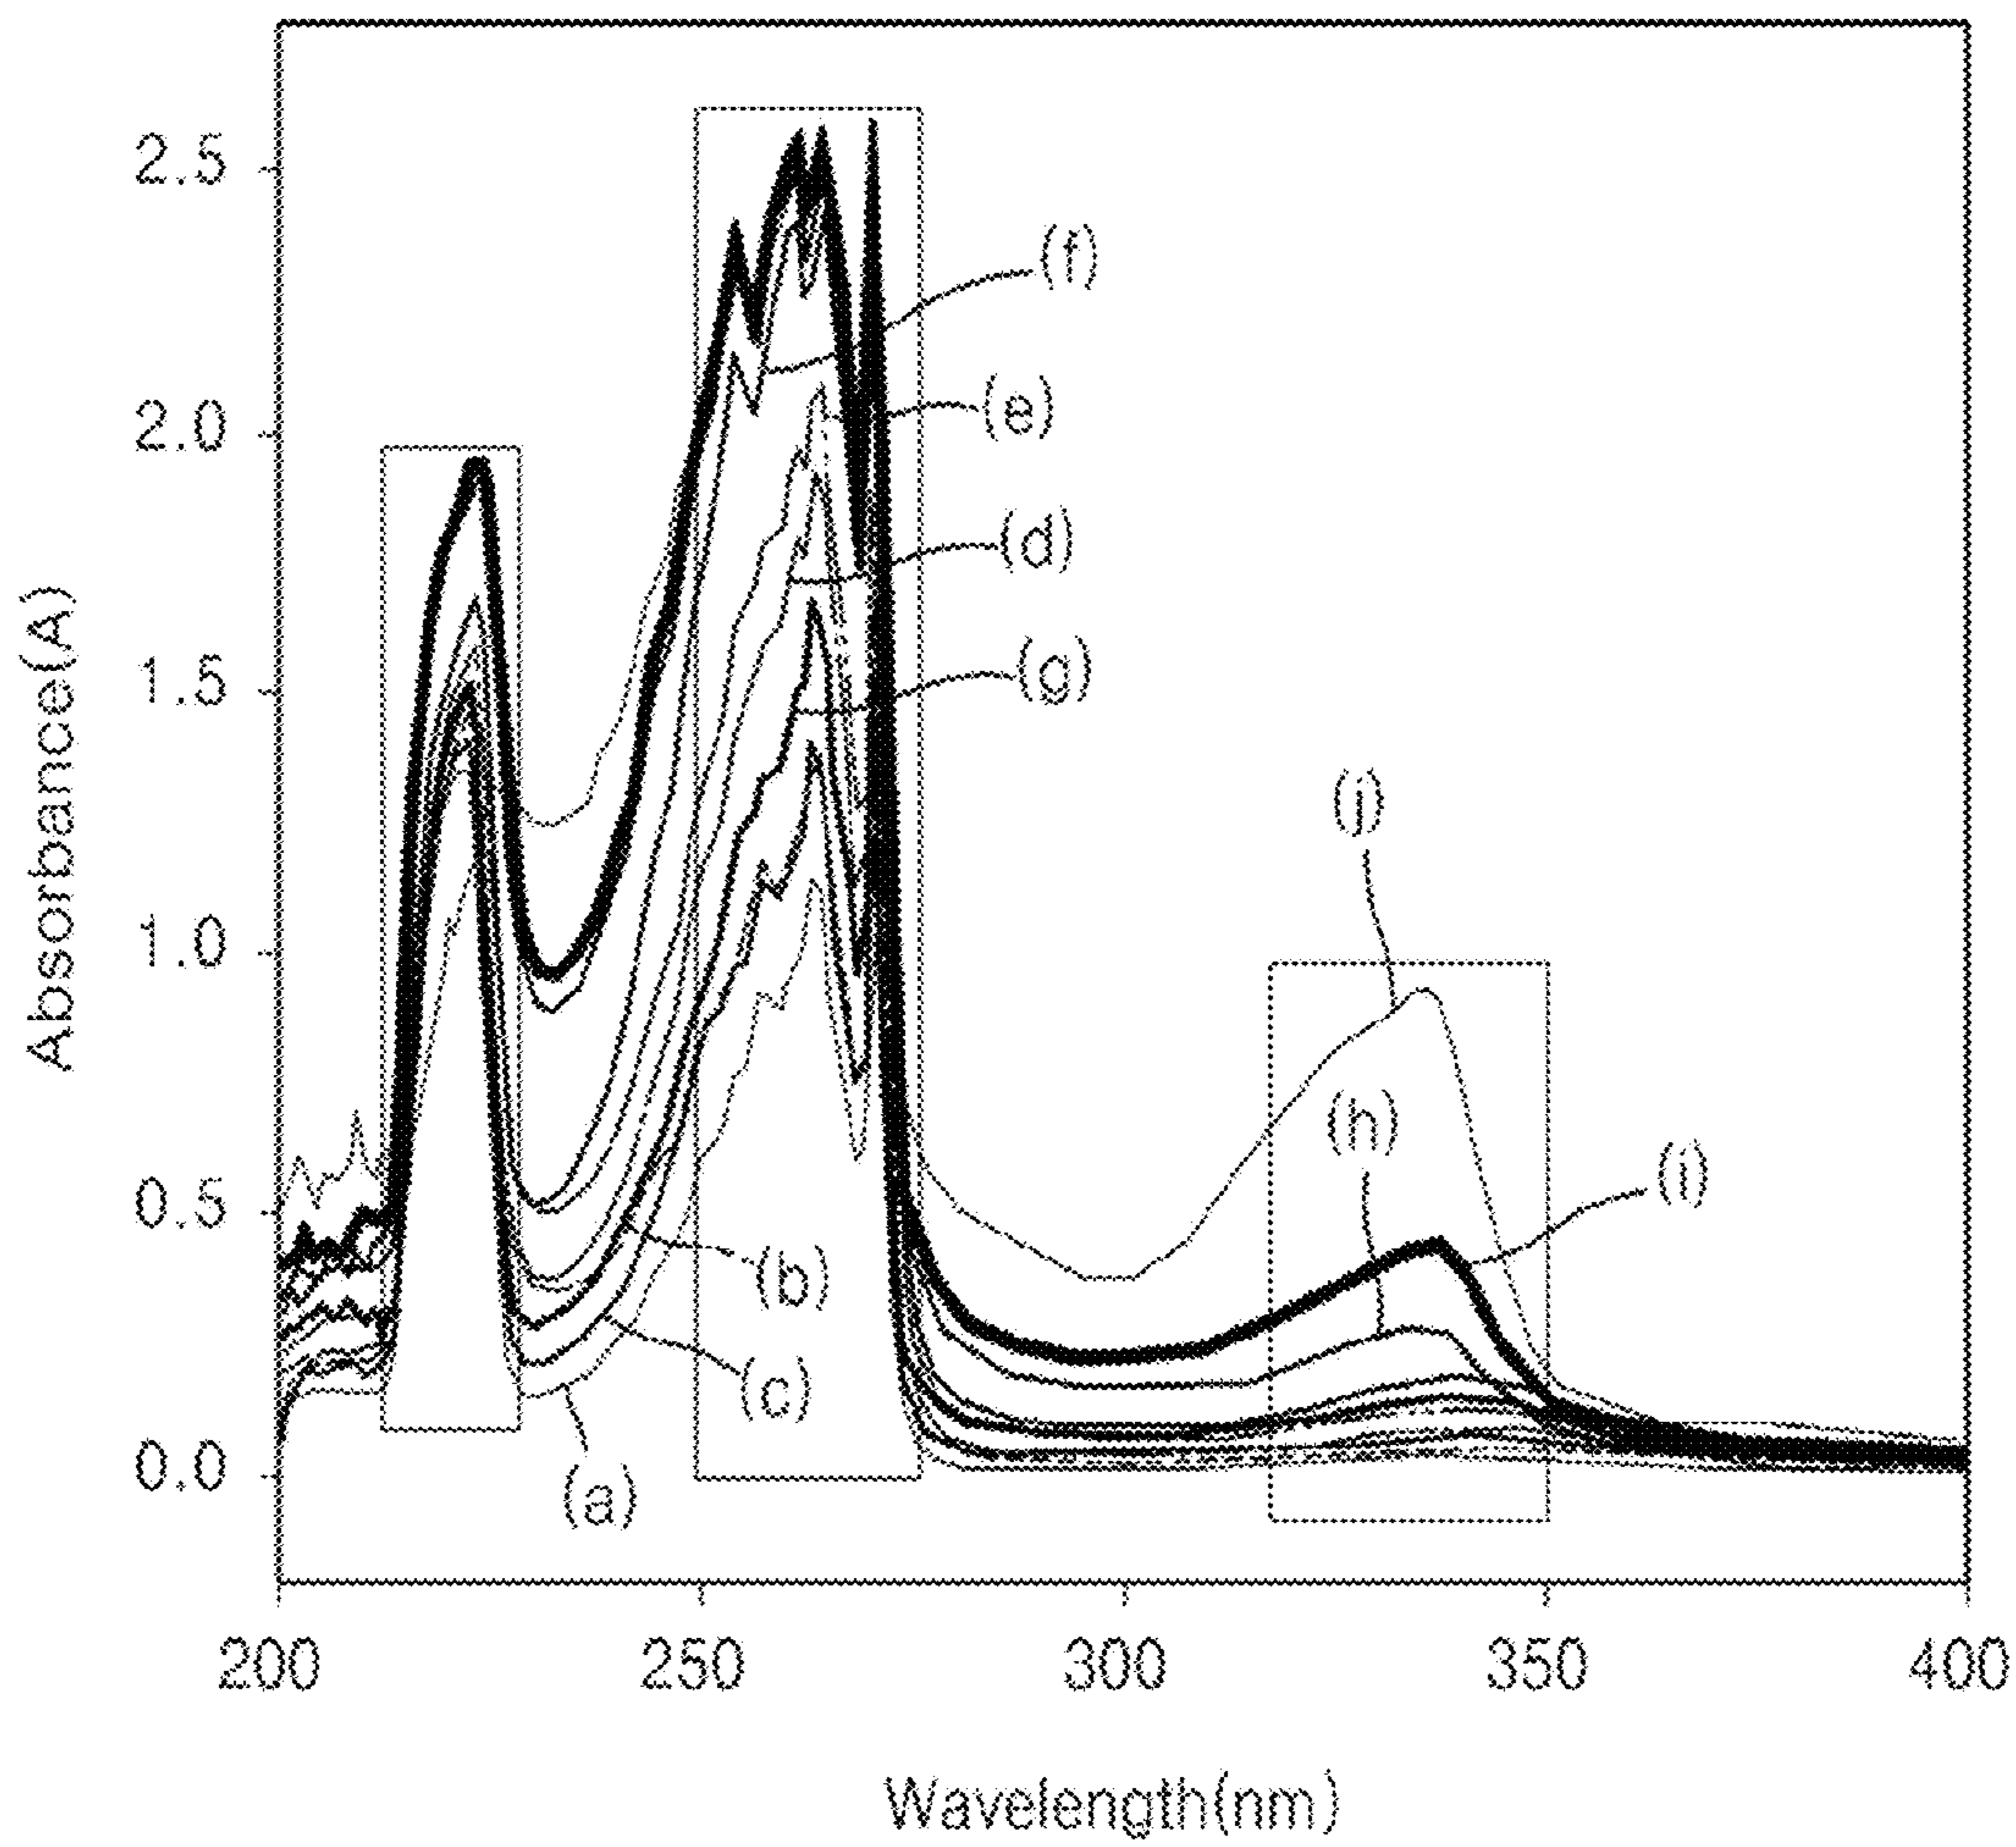 2.5
2.0
1.5
1.0
0.5
0.0
Absorbance(A)
(f)
(e)
(d)
(g)
(j)
(h)
(i)
(b)
(c)
(a)
200 250 300 350 400
Wavelength(nm)